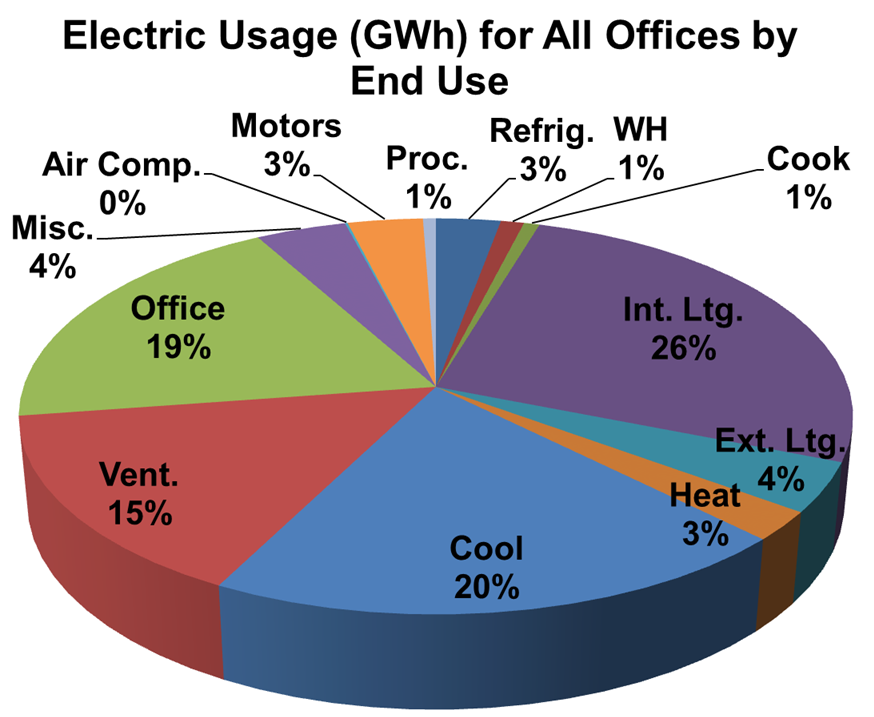 Electric Usage (GWh) for All Offices by
End Use
Motors
3%
Proc.
1%
Refrig.
3%
WH
1%
Cook
1%
Air Comp.
0%
Misc.
4%
Office
19%
Int. Ltg.
26%
Ext. Ltg.
4%
Vent.
15%
Heat
3%
Cool
20%